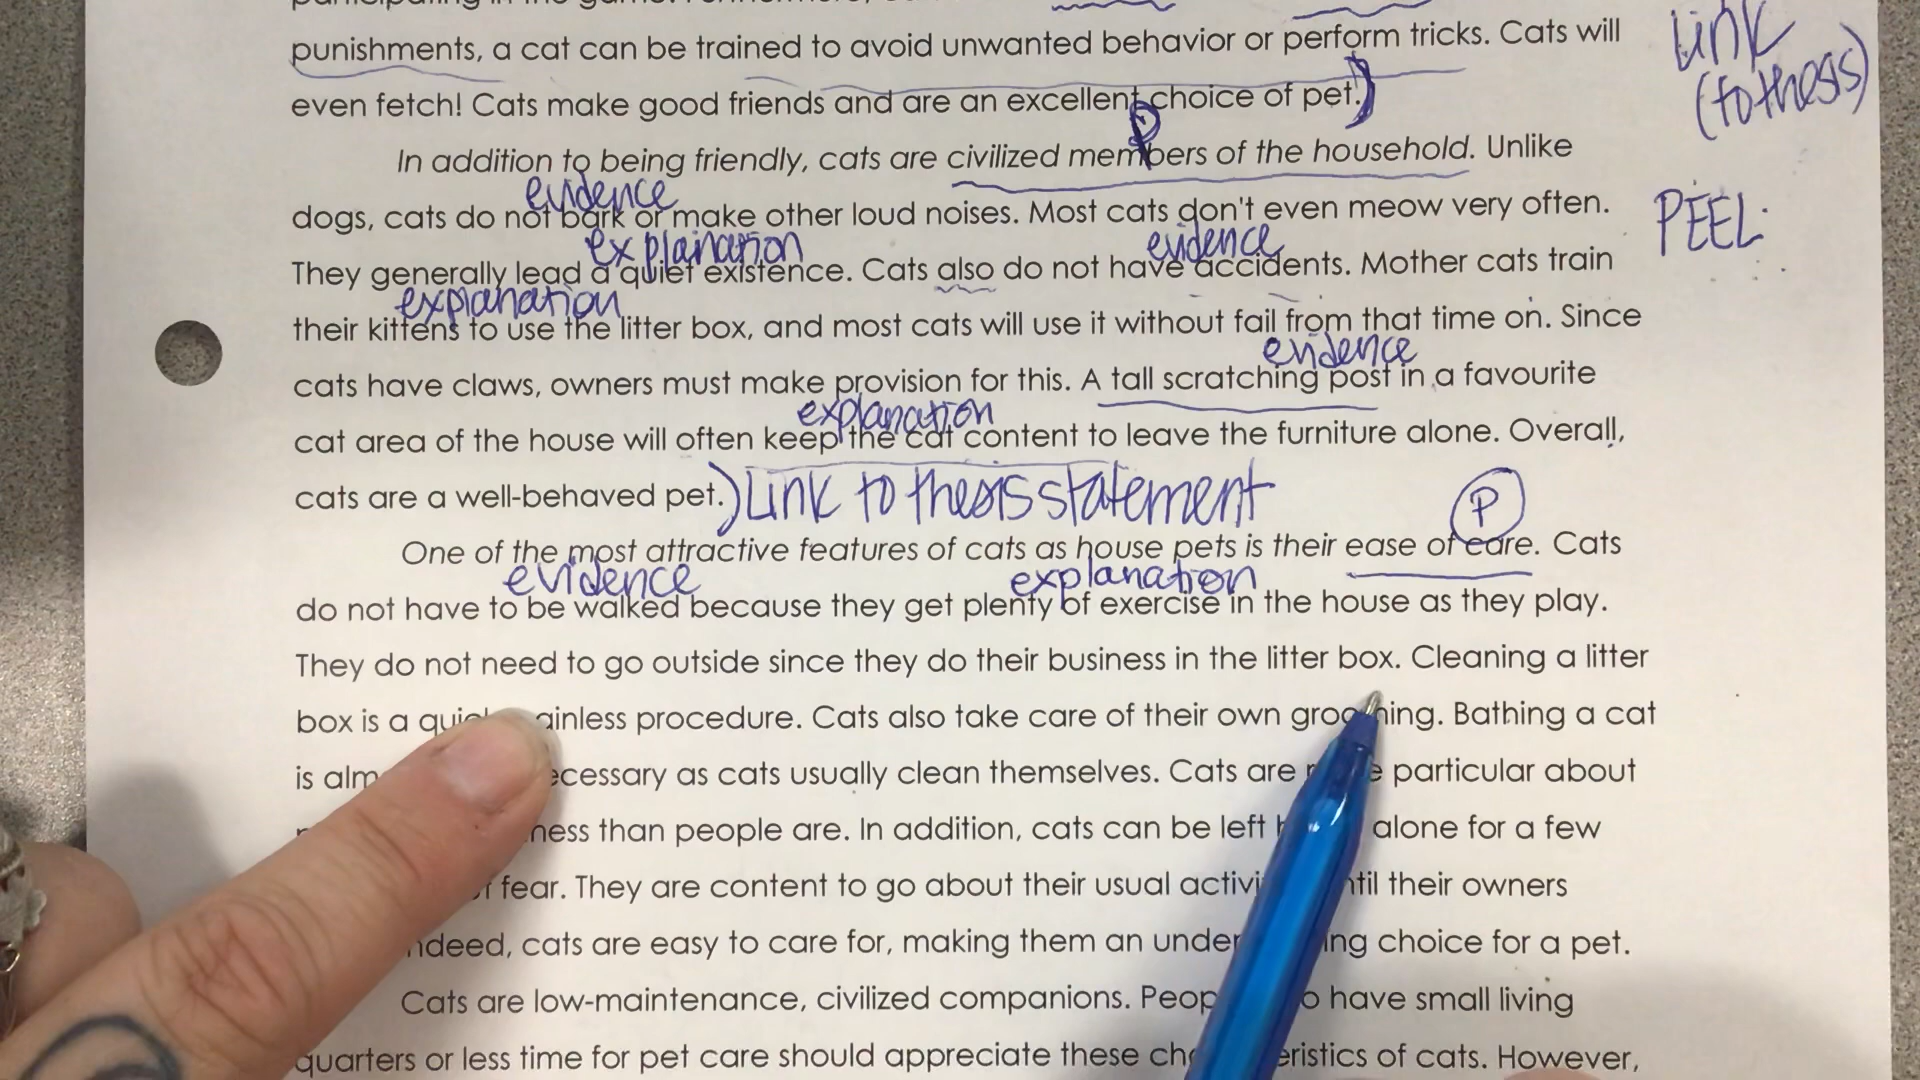 punishments, a cat can be trained to avoid unwanted behavior or perform tricks. Cats will
Link
(to thesis)
even fetch! Cats make good friends and are an excellent choice of pet.)
P
In addition to being friendly, cats are civilized members of the household. Unlike
evidence
dogs, cats do not bark or make other loud noises. Most cats don't even meow very often.
PEEL
explanation evidence
They generally lead a quiet existence. Cats also do not have accidents. Mother cats train
explanation
their kittens to use the litter box, and most cats will use it without fail from that time on. Since
evidence
cats have claws, owners must make provision for this. A tall scratching post in a favourite
explanation
cat area of the house will often keep the cat content to leave the furniture alone. Overall,
cats are a well-behaved pet.) Link to thesis statement
P
One of the most attractive features of cats as house pets is their ease of care. Cats
evidence explanation
do not have to be walked because they get plenty of exercise in the house as they play.
They do not need to go outside since they do their business in the litter box. Cleaning a litter
box is a ainless procedure. Cats also take care of their own grooming. Bathing a cat
is ecessary as cats usually clean themselves. Cats are particular about
ness than people are. In addition, cats can be left alone for a few
fear. They are content to go about their usual until their owners
ndeed, cats are easy to care for, making them an choice for a pet.
Cats are low-maintenance, civilized companions. have small living
quarters or less time for pet care should appreciate these characteristics of cats. However,